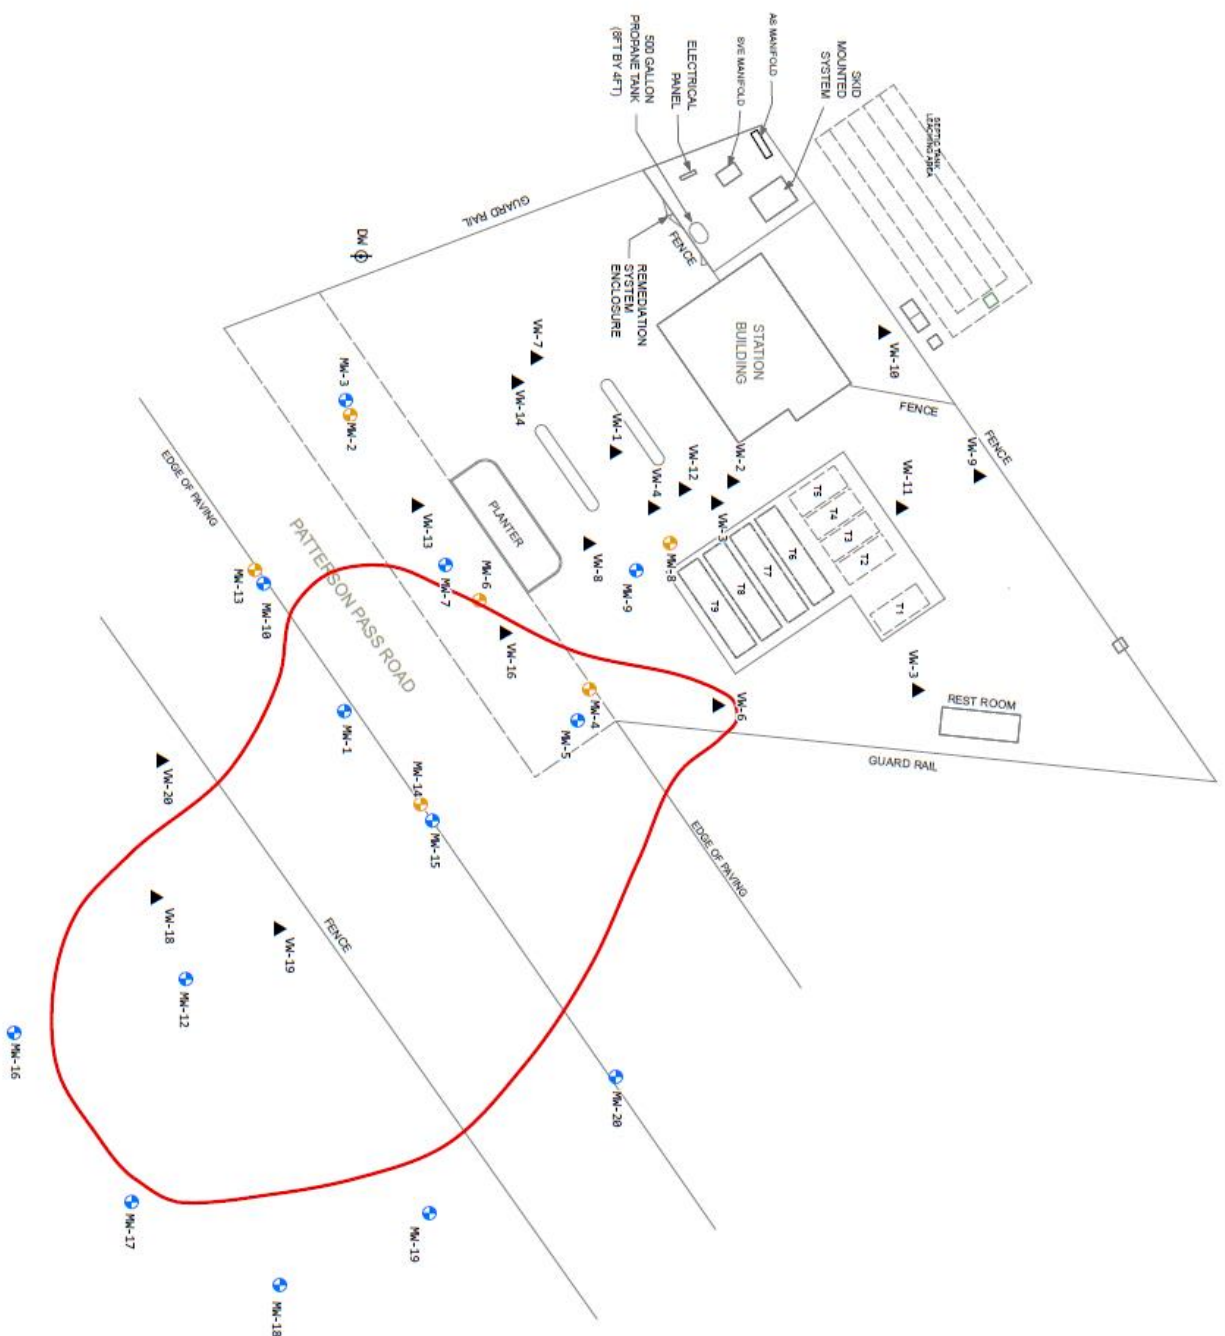 AS MANIFOLD
SVE MANIFOLD
ELECTRICAL
PANEL
500 GALLON
PROPANE TANK
(8FT BY 4FT)
SKID
MOUNTED
SYSTEM
SEPTIC TANK
LEACHING AREA
GUARD RAIL
DW
FENCE
REMEDIATION
SYSTEM
ENCLOSURE
STATION
BUILDING
VW-10
FENCE
FENCE
VW-9
VW-11
VW-7
VW-14
MW-3
MW-2
VW-1
VW-12
VW-2
VW-4
VW-3
EDGE OF PAVING
PLANTER
VW-13
VW-8
MW-8
MW-9
T5
T4
T3
T2
T1
T6
T7
T8
T9
PATTERSON PASS ROAD
MW-13
MW-10
MW-7
MW-6
VW-16
MW-4
MW-5
VW-6
VW-3
REST ROOM
GUARD RAIL
MW-1
MW-14
MW-15
VW-20
EDGE OF PAVING
VW-18
VW-19
FENCE
MW-12
MW-16
MW-20
MW-17
MW-19
MW-18